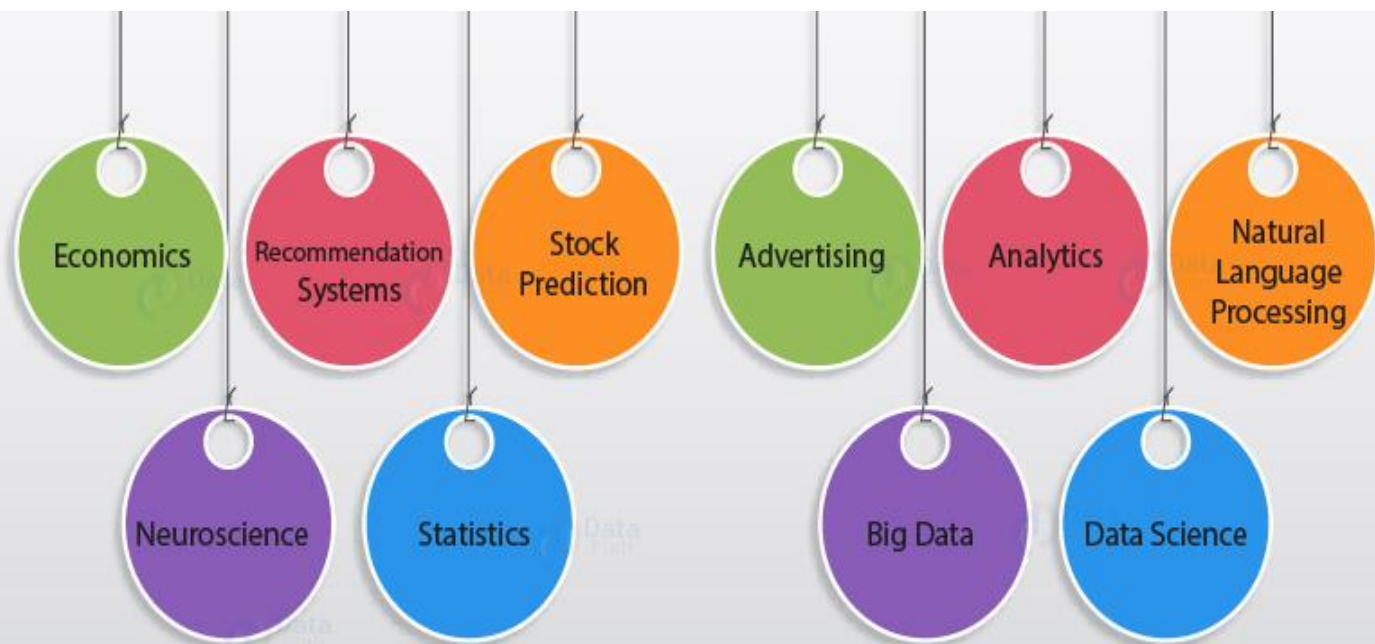 Economics
Recommendation
Systems
Stock
Prediction
Advertising
Analytics
Natural
Language
Processing
Neuroscience
Statistics
Big Data
Data Science